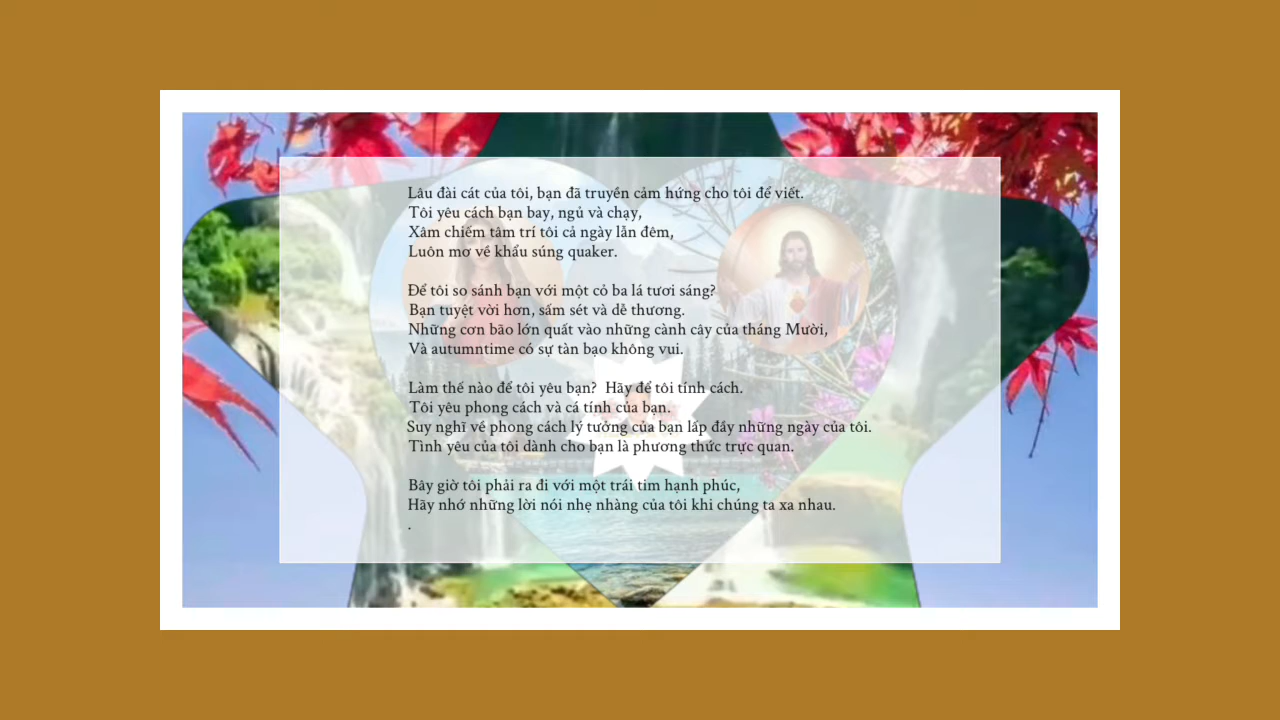 Lâu đài cát của tôi, bạn đã truyền cảm hứng cho tôi để viết.
Tôi yêu cách bạn bay, ngủ và chạy,
Xâm chiếm tâm trí tôi cả ngày lẫn đêm,
Luôn mơ về khẩu súng quaker.
Để tôi so sánh bạn với một cỏ ba lá tươi sáng?
Bạn tuyệt vời hơn, sấm sét và dễ thương.
Những cơn bão lớn quất vào những cành cây của tháng Mười,
Và autumntime có sự tàn bạo không vui.
Làm thế nào để tôi yêu bạn? Hãy để tôi tính cách.
Tôi yêu phong cách và cá tính của bạn.
Suy nghĩ về phong cách lý tưởng của bạn lấp đầy những ngày của tôi.
Tình yêu của tôi dành cho bạn là phương thức trực quan.
Bây giờ tôi phải ra đi với một trái tim hạnh phúc,
Hãy nhớ những lời nói nhẹ nhàng của tôi khi chúng ta xa nhau.
.